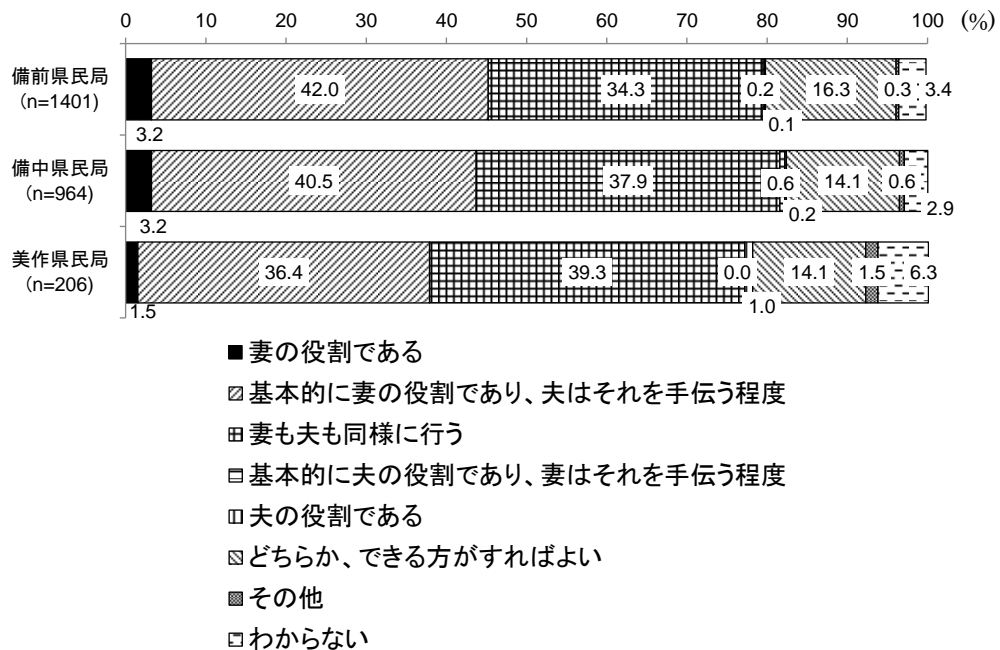 0 10 20 30 40 50 60 70 80 90 100 (%)
備前県民局
(n=1401)
42.0 34.3 0.2 16.3 0.3 3.4
3.2 0.1
備中県民局
(n=964)
40.5 37.9 0.6 14.1 0.6
3.2 0.2 2.9
美作県民局
(n=206)
36.4 39.3 0.0 14.1 1.5 6.3
1.5 1.0
妻の役割である
基本的に妻の役割であり、夫はそれを手伝う程度
妻も夫も同様に行う
基本的に夫の役割であり、妻はそれを手伝う程度
夫の役割である
どちらか、できる方がすればよい
その他
わからない